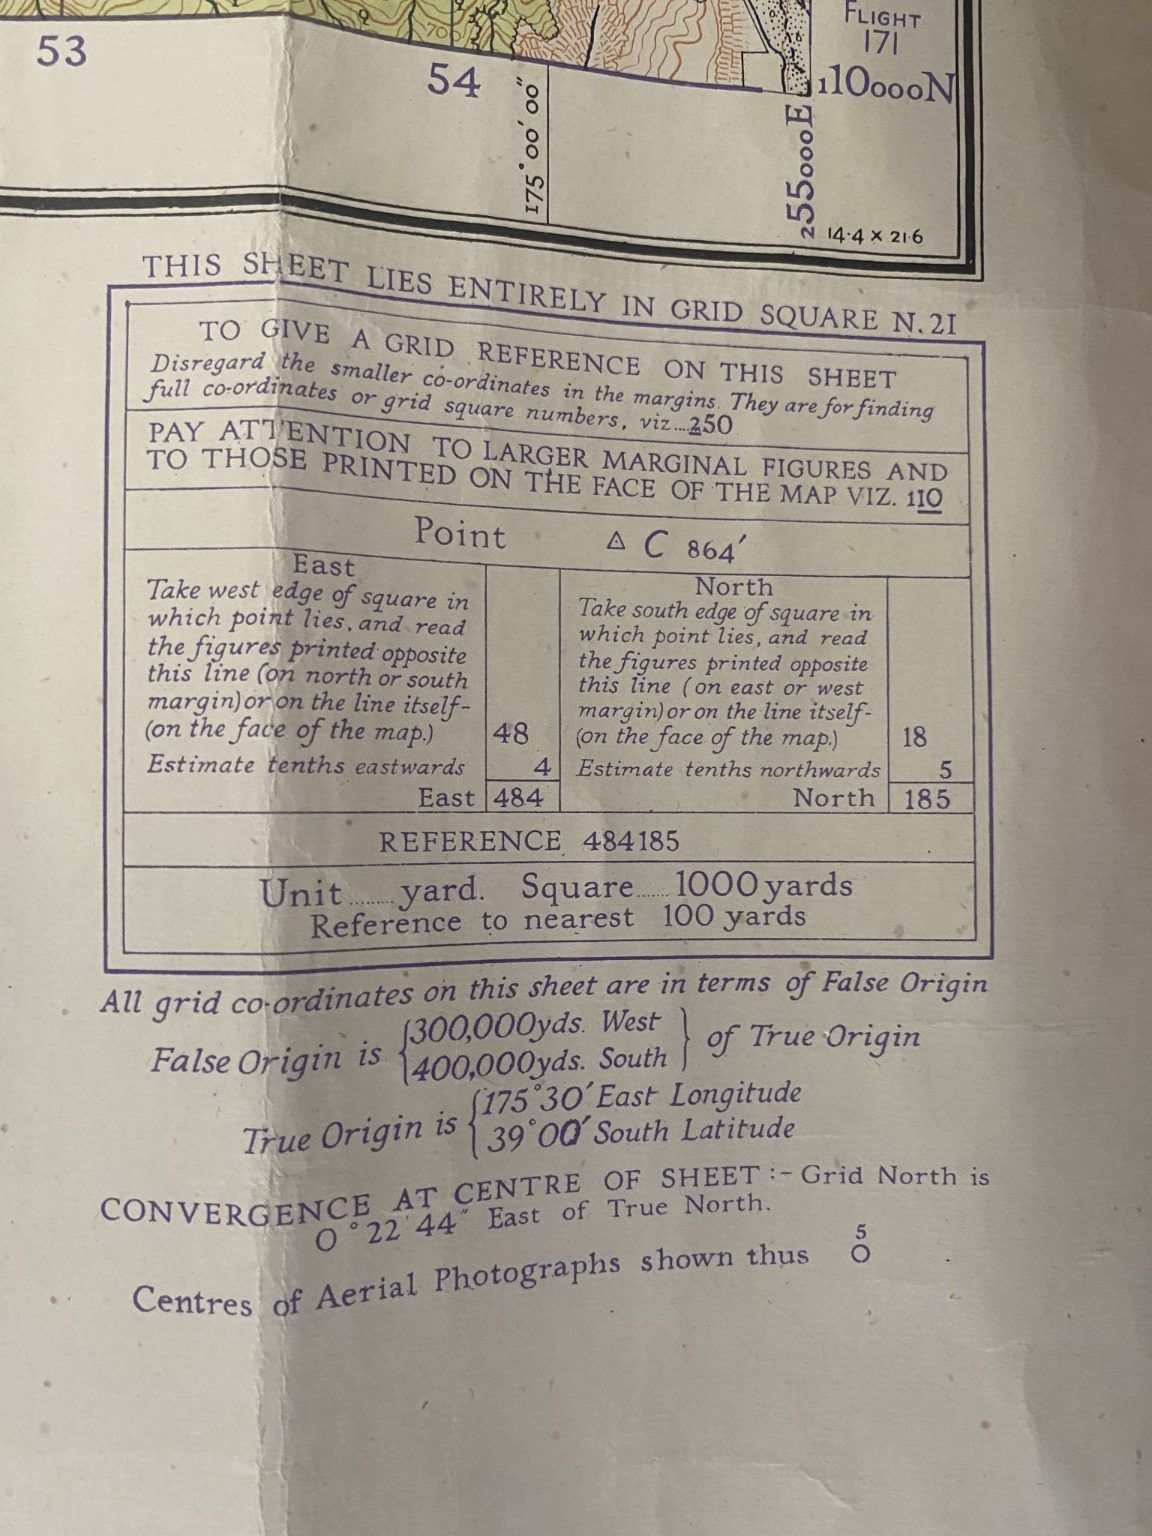 FLIGHT
171
53
54
175° 00' 00"
110000N
255000E
14·4 × 21·6
THIS SHEET LIES ENTIRELY IN GRID SQUARE N.21
TO GIVE A GRID REFERENCE ON THIS SHEET
Disregard the smaller co-ordinates in the margins. They are for finding
full co-ordinates or grid square numbers, viz....250
PAY ATTENTION TO LARGER MARGINAL FIGURES AND
TO THOSE PRINTED ON THE FACE OF THE MAP VIZ. 110
Point △ C 864'
East
Take west edge of square in
which point lies, and read
the figures printed opposite
this line (on north or south
margin) or on the line itself-
(on the face of the map.) 48
Estimate tenths eastwards 4
East 484
North
Take south edge of square in
which point lies, and read
the figures printed opposite
this line (on east or west
margin) or on the line itself-
(on the face of the map.) 18
Estimate tenths northwards 5
North 185
REFERENCE 484185
Unit........yard. Square......1000 yards
Reference to nearest 100 yards
All grid co-ordinates on this sheet are in terms of False Origin
False Origin is {300,000yds. West
400,000yds. South} of True Origin
True Origin is {175°30' East Longitude
39°00' South Latitude
CONVERGENCE AT CENTRE OF SHEET :- Grid North is
0° 22' 44" East of True North.
5
Centres of Aerial Photographs shown thus O